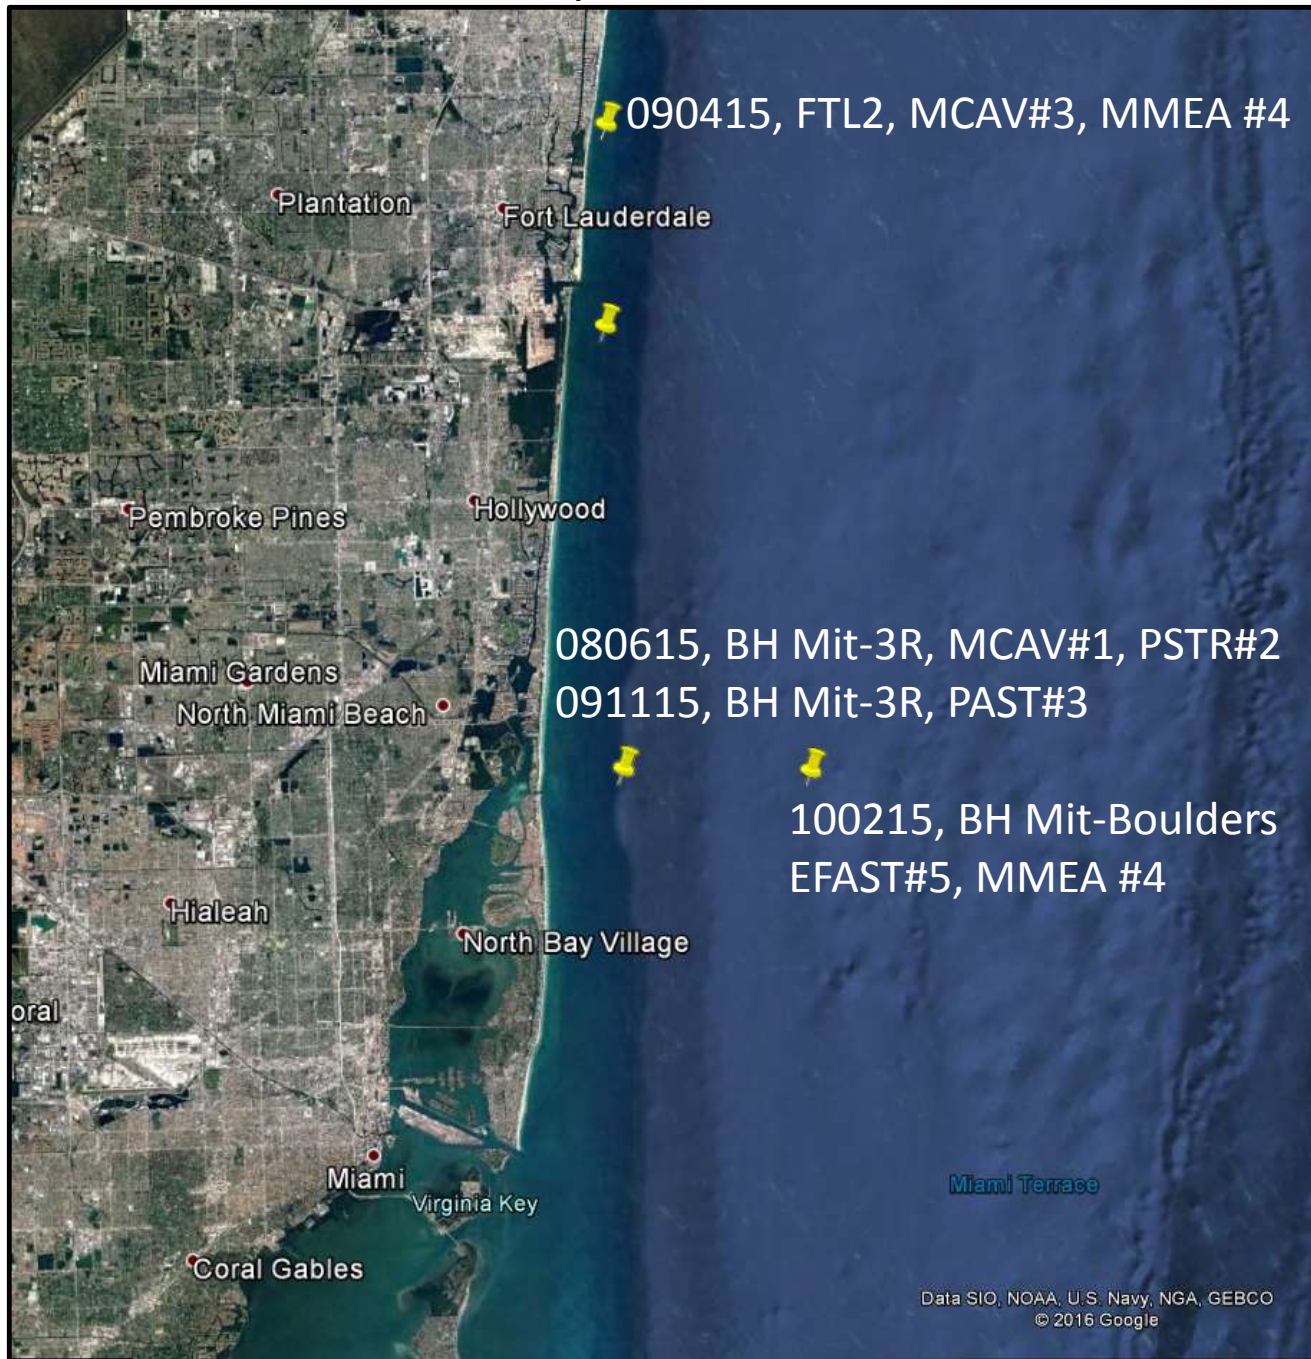 090415, FTL2, MCAV#3, MMEA #4
Plantation
Fort Lauderdale
Hollywood
Pembroke Pines
080615, BH Mit-3R, MCAV#1, PSTR#2
Miami Gardens
091115, BH Mit-3R, PAST#3
North Miami Beach
100215, BH Mit-Boulders
EFAST#5, MMEA #4
Hialeah
North Bay Village
oral
Miami
Miami Terrace
Virginia Key
Coral Gables
Data SIO, NOAA, U.S. Navy, NGA, GEBCO
© 2016 Google